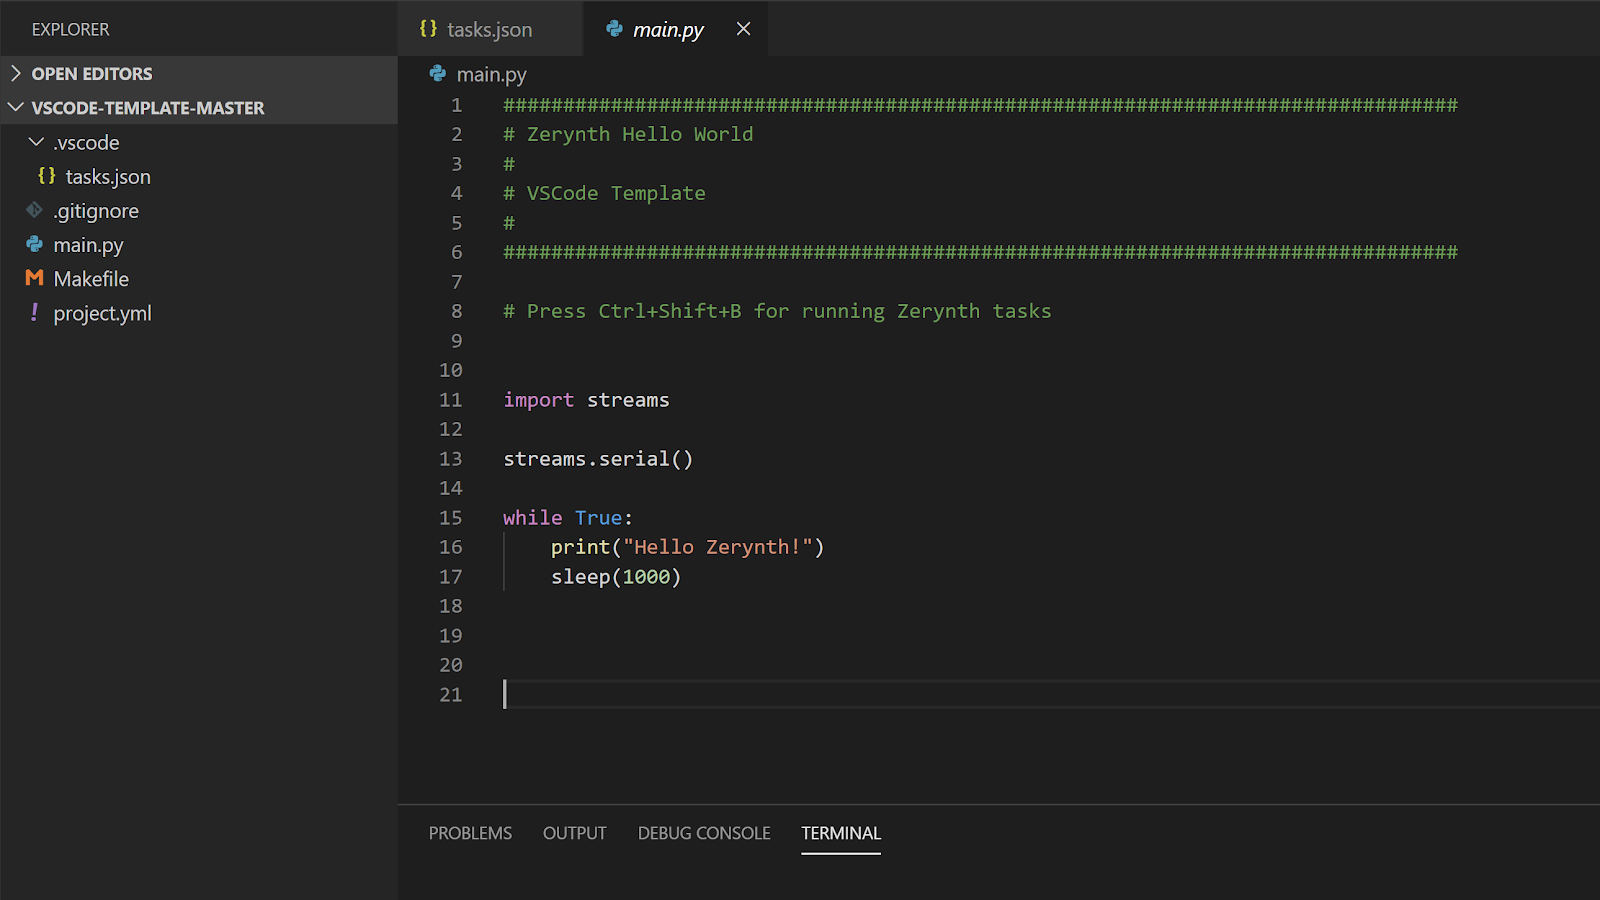 EXPLORER
OPEN EDITORS
VSCODE-TEMPLATE-MASTER
.vscode
{} tasks.json
.gitignore
main.py
M Makefile
! project.yml
{} tasks.json
main.py
main.py
1 ################################################################################
2 # Zerynth Hello World
3 #
4 # VSCode Template
5 #
6 ################################################################################
7
8 # Press Ctrl+Shift+B for running Zerynth tasks
9
10
11 import streams
12
13 streams.serial()
14
15 while True:
16     print("Hello Zerynth!")
17     sleep(1000)
18
19
20
21
PROBLEMS OUTPUT DEBUG CONSOLE TERMINAL